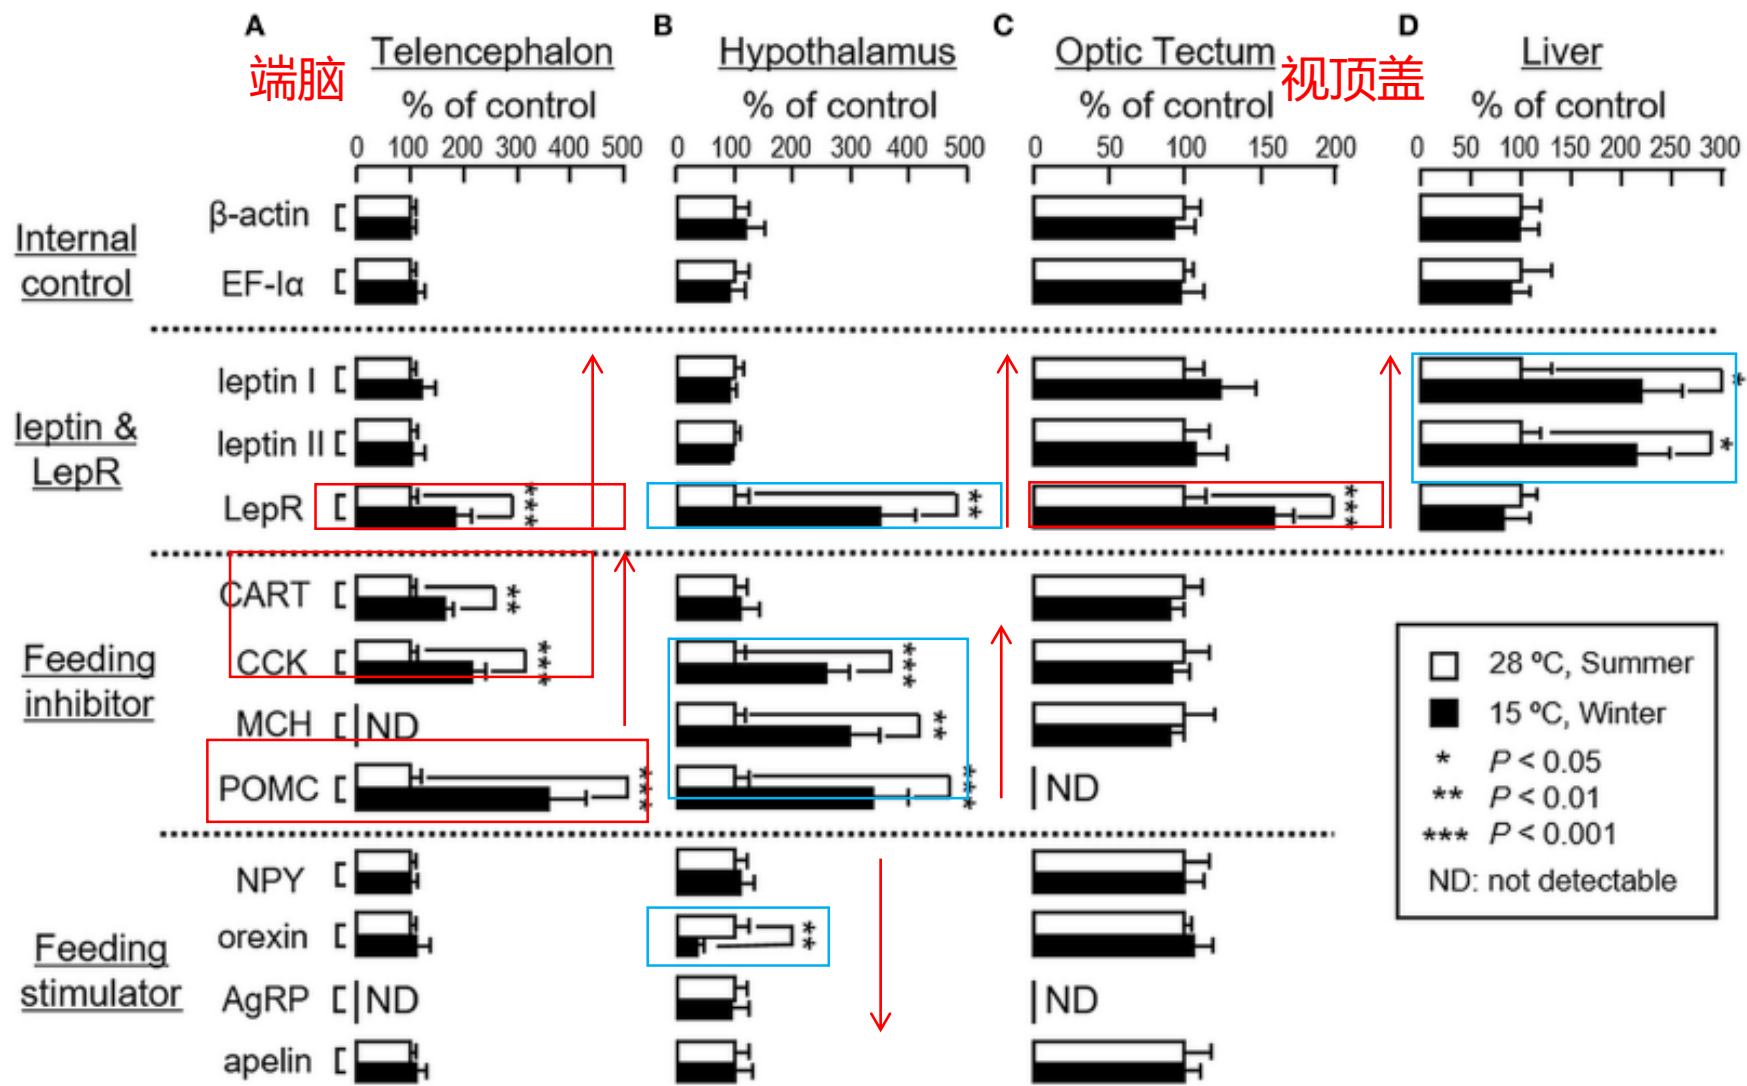 A
B
C
D
Telencephalon
Hypothalamus
Optic Tectum
Liver
端脑
视顶盖
% of control
% of control
% of control
% of control
0 100 200 300 400 500
0 100 200 300 400 500
0 50 100 150 200
0 50 100 150 200 250 300
Internal
control
β-actin
EF-Iα
leptin &
LepR
leptin I
*
leptin II
*
LepR
***
**
***
Feeding
inhibitor
CART
**
CCK
***
***
MCH
ND
**
POMC
***
***
ND
Feeding
stimulator
NPY
orexin
**
AgRP
ND
ND
apelin
28 ºC, Summer
15 ºC, Winter
* P < 0.05
** P < 0.01
*** P < 0.001
ND: not detectable